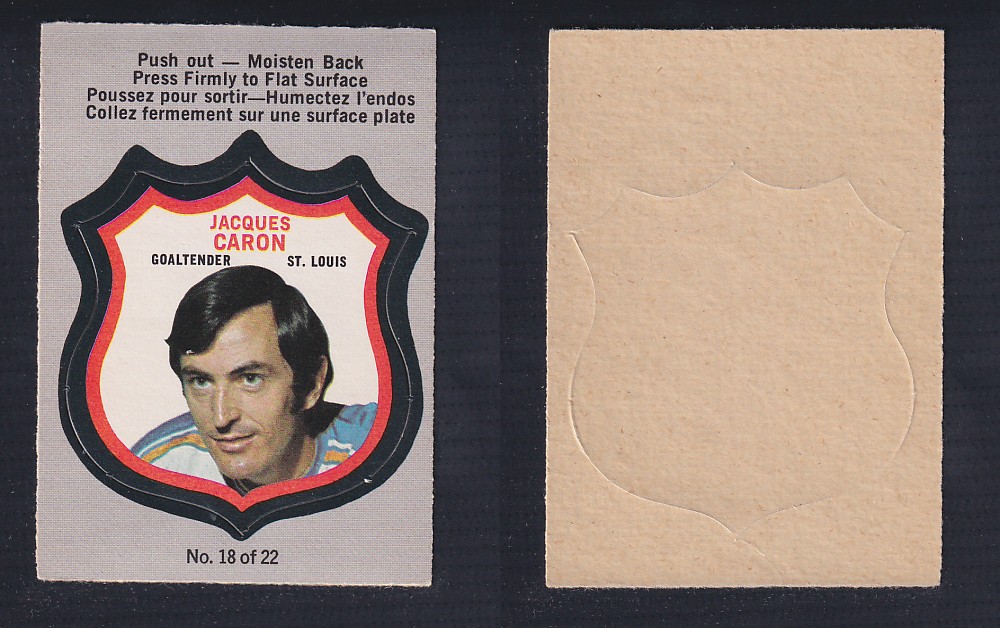 Push out — Moisten Back
Press Firmly to Flat Surface
Poussez pour sortir—Humectez l'endos
Collez fermement sur une surface plate
JACQUES
CARON
GOALTENDER ST. LOUIS
No. 18 of 22